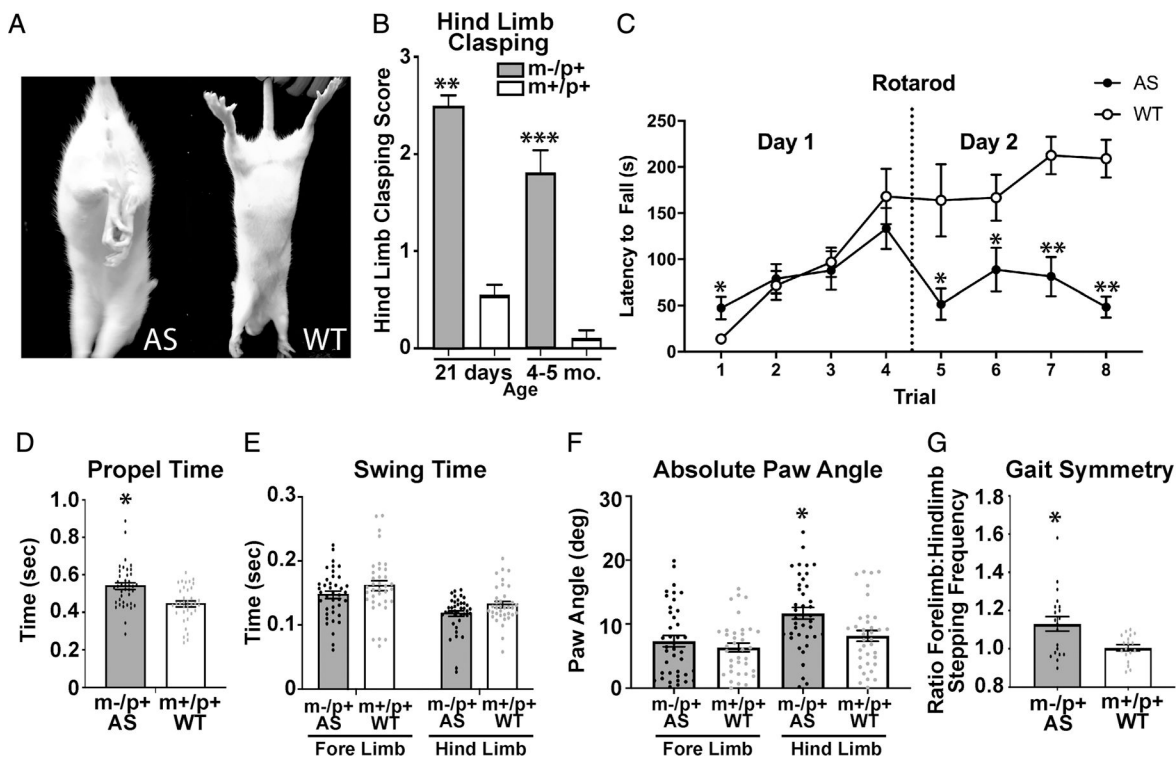 A
AS
WT
B
Hind Limb
Clasping
m-/p+
m+/p+
Hind Limb Clasping Score
3
2
1
0
**
***
21 days
4-5 mo.
Age
C
Rotarod
AS
WT
Day 1
Day 2
Latency to Fall (s)
250
200
150
100
50
0
*
*
*
**
**
1 2 3 4 5 6 7 8
Trial
D
Propel Time
Time (sec)
1.0
0.8
0.6
0.4
0.2
0
*
m-/p+ m+/p+
AS WT
E
Swing Time
Time (sec)
0.3
0.2
0.1
0
m-/p+ m+/p+ m-/p+ m+/p+
AS WT AS WT
Fore Limb Hind Limb
F
Absolute Paw Angle
Paw Angle (deg)
30
20
10
0
*
m-/p+ m+/p+ m-/p+ m+/p+
AS WT AS WT
Fore Limb Hind Limb
G
Gait Symmetry
Ratio Forelimb:Hindlimb
Stepping Frequency
1.8
1.6
1.4
1.2
1.0
0.8
*
m-/p+ m+/p+
AS WT